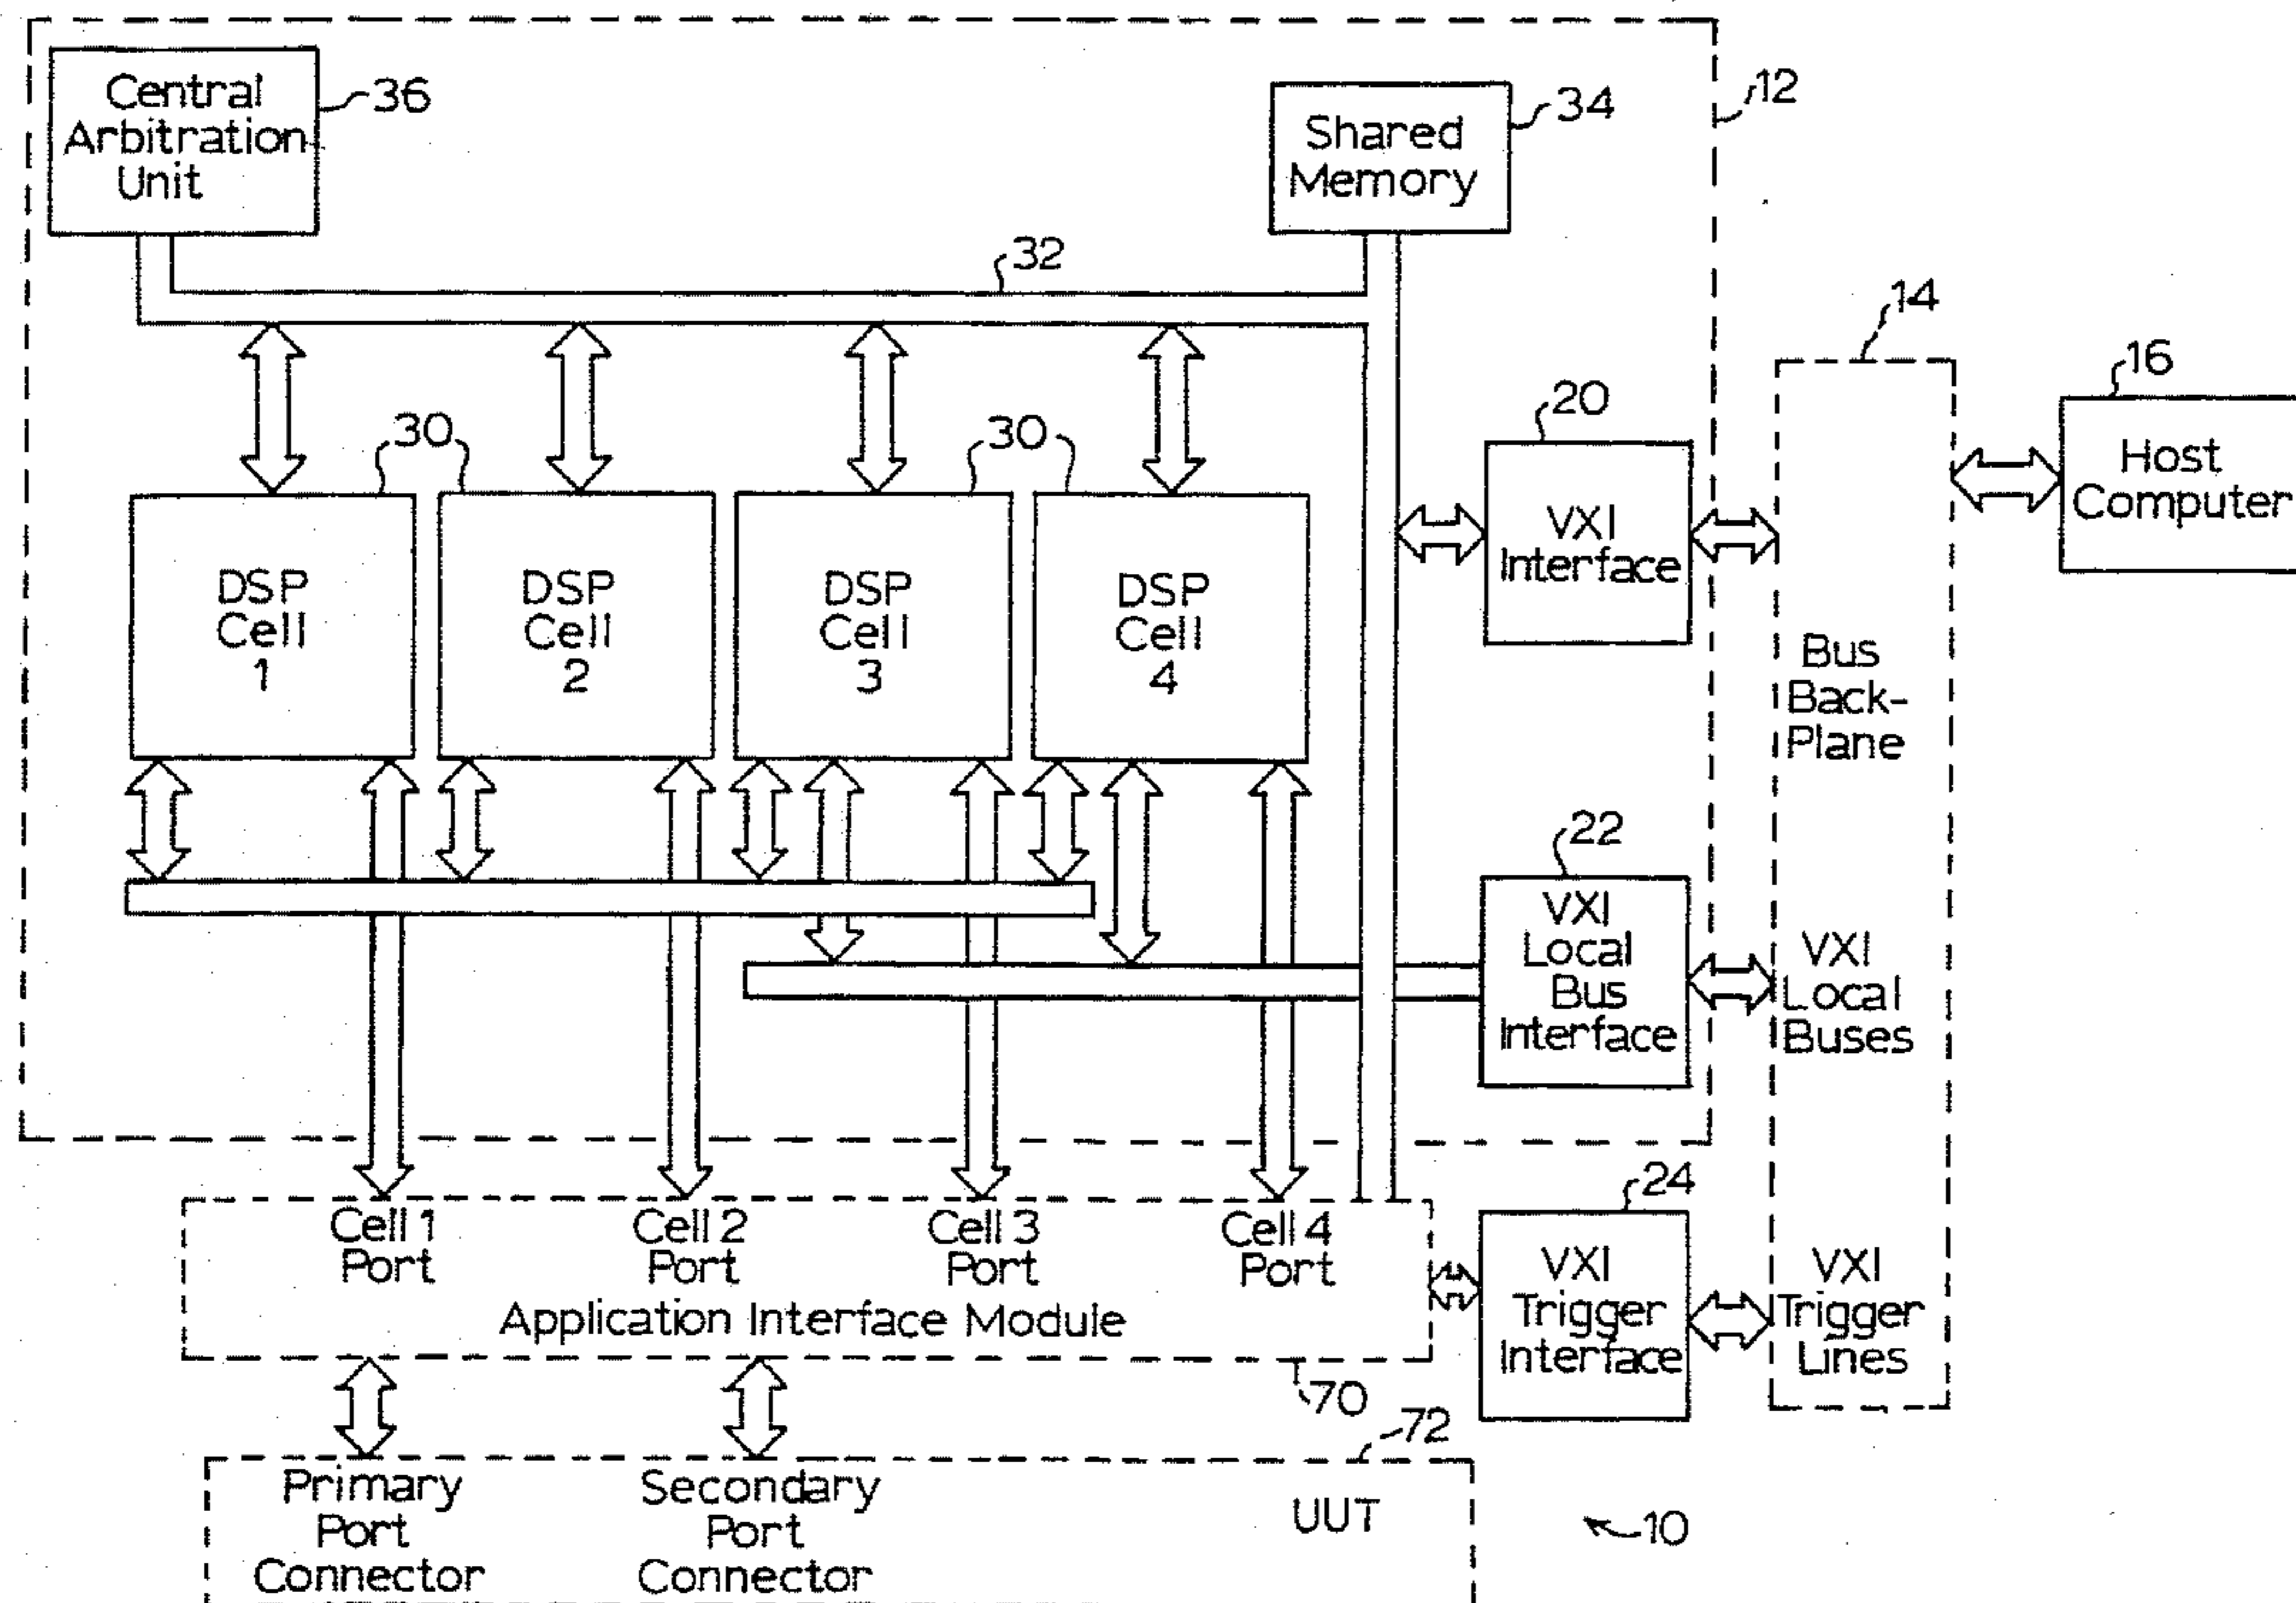 Central
Arbitration
Unit
36
Shared
Memory
34
12
32
14
16
Host
Computer
30
30
20
VXI
Interface
DSP
Cell
1
DSP
Cell
2
DSP
Cell
3
DSP
Cell
4
Bus
Back-
Plane
22
VXI
Local
Bus
Interface
VXI
Local
Buses
24
Cell 1
Port
Cell 2
Port
Cell 3
Port
Cell 4
Port
Application Interface Module
VXI
Trigger
Interface
VXI
Trigger
Lines
70
72
Primary
Port
Connector
Secondary
Port
Connector
UUT
10